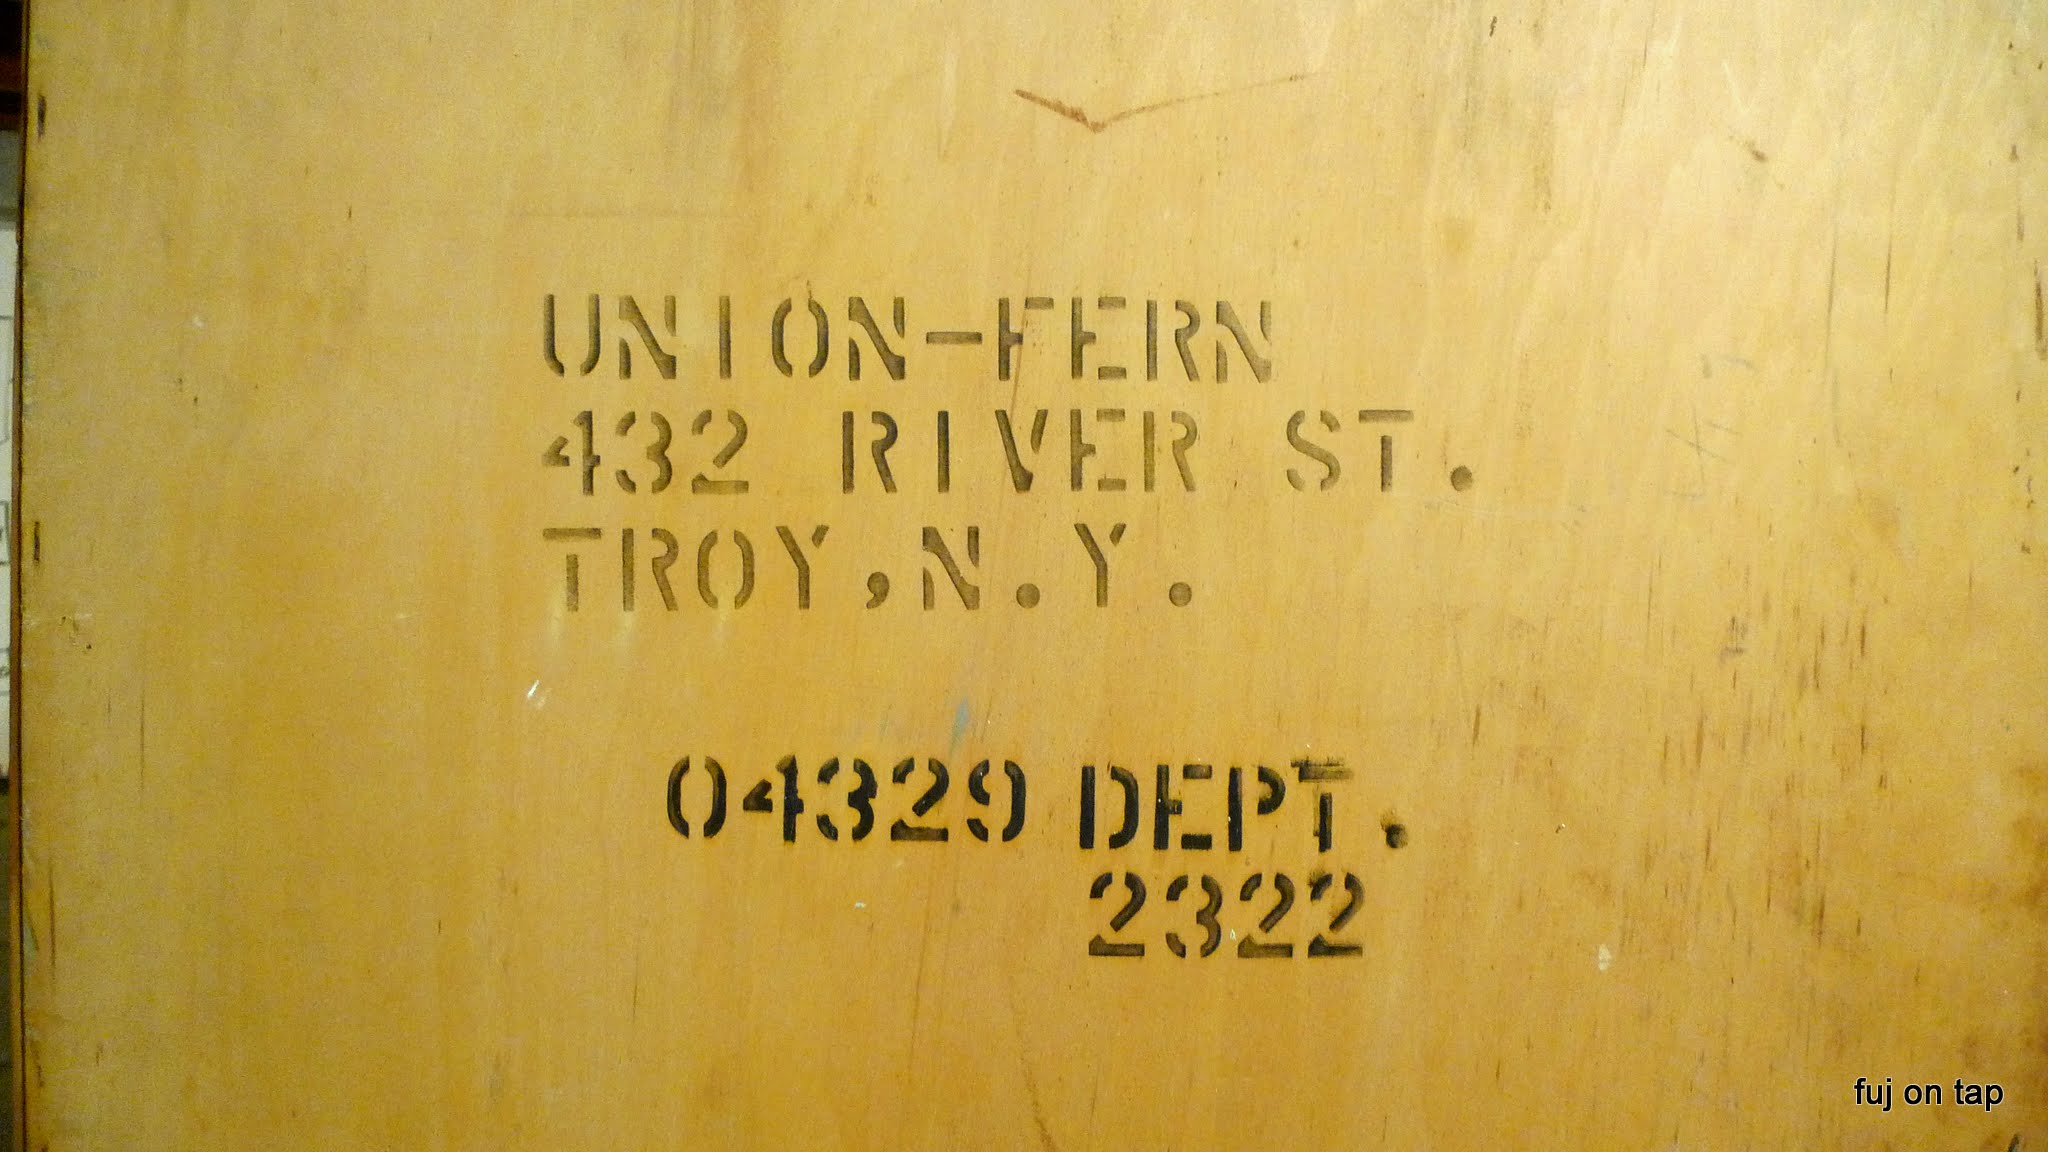 UNION-FERN
432 RIVER ST.
TROY,N.Y.
04329 DEPT.
2322
fuj on tap